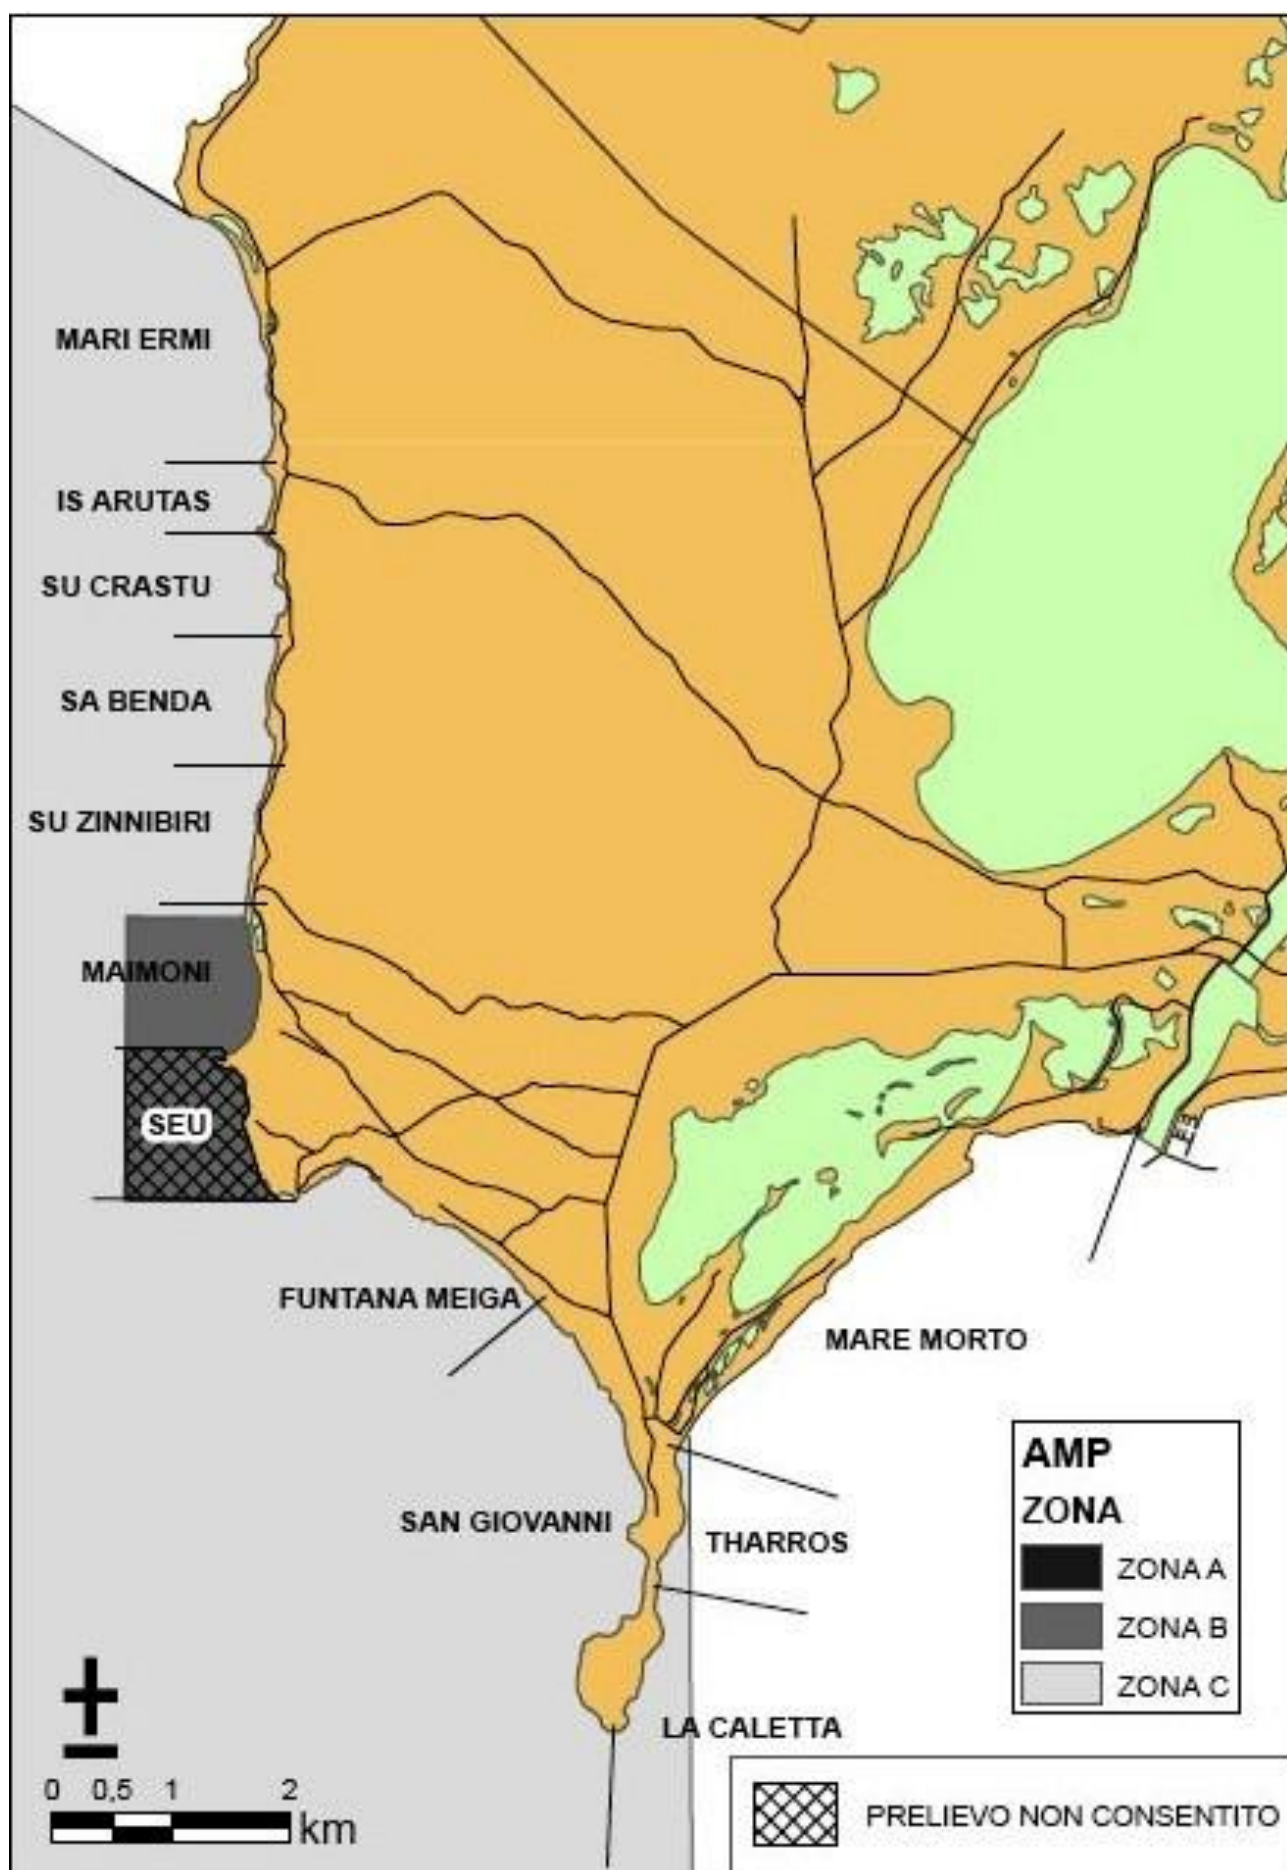 MARI ERMI
IS ARUTAS
SU CRASTU
SA BENDA
SU ZINNIBIRI
MAIMONI
SEU
FUNTANA MEIGA
MARE MORTO
SAN GIOVANNI
THARROS
LA CALETTA
AMP
ZONA
ZONA A
ZONA B
ZONA C
0 0,5 1 2
km
PRELIEVO NON CONSENTITO